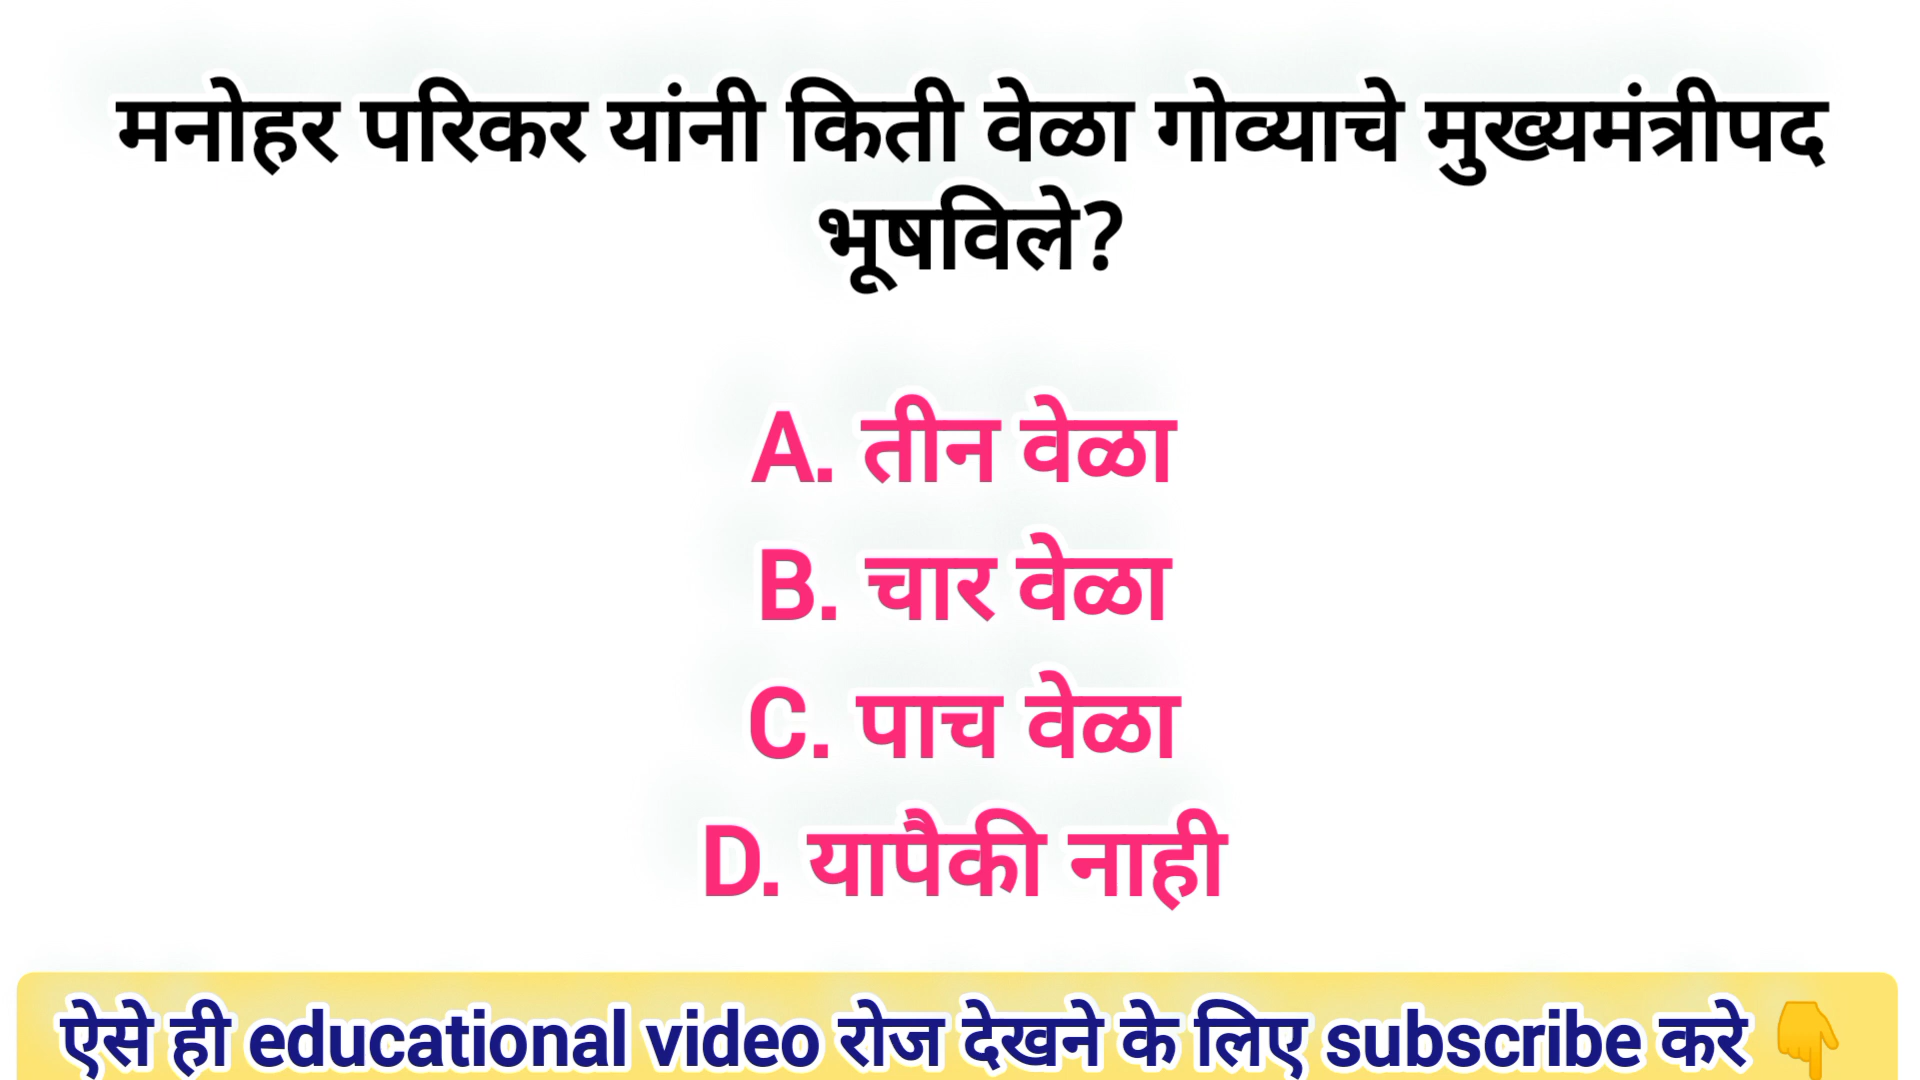 मनोहर परिकर यांनी किती वेळा गोव्याचे मुख्यमंत्रीपद
भूषविले?
A. तीन वेळा
B. चार वेळा
C. पाच वेळा
D. यापैकी नाही
ऐसे ही educational video रोज देखने के लिए subscribe करे 👇